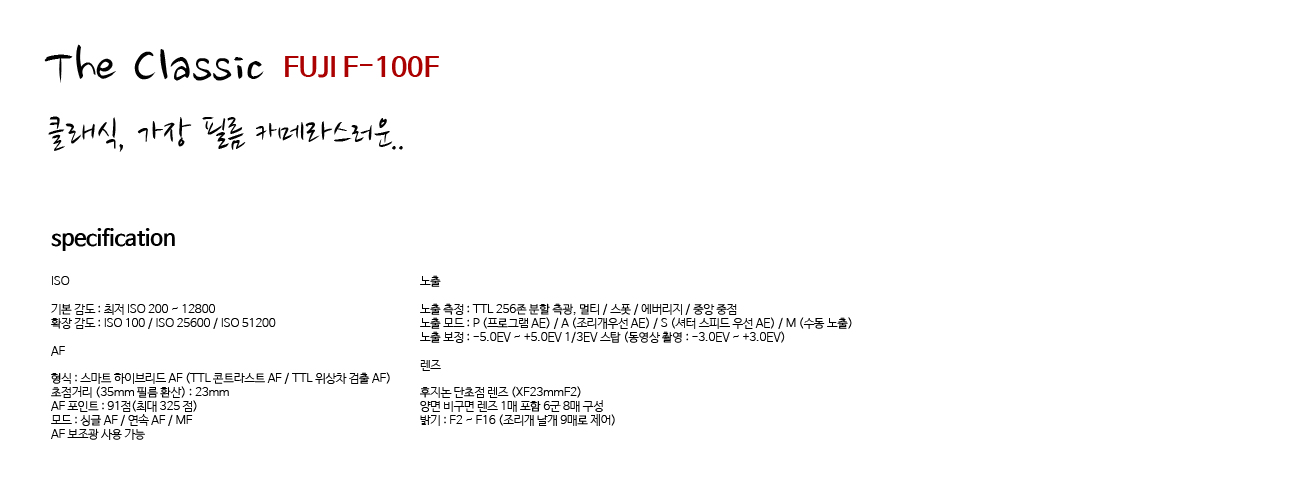 The Classic FUJI F-100F
클래식, 가장 필름 카메라스러운..
specification
ISO
기본 감도 : 최저 ISO 200 ~ 12800
확장 감도 : ISO 100 / ISO 25600 / ISO 51200
AF
형식 : 스마트 하이브리드 AF (TTL 콘트라스트 AF / TTL 위상차 검출 AF)
초점거리 (35mm 필름 환산) : 23mm
AF 포인트 : 91점(최대 325 점)
모드 : 싱글 AF / 연속 AF / MF
AF 보조광 사용 가능
노출
노출 측정 : TTL 256존 분할 측광, 멀티 / 스폿 / 에버리지 / 중앙 중점
노출 모드 : P (프로그램 AE) / A (조리개우선 AE) / S (셔터 스피드 우선 AE) / M (수동 노출)
노출 보정 : -5.0EV ~ +5.0EV 1/3EV 스탑 (동영상 촬영 : -3.0EV ~ +3.0EV)
렌즈
후지논 단초점 렌즈 (XF23mmF2)
양면 비구면 렌즈 1매 포함 6군 8매 구성
밝기 : F2 ~ F16 (조리개 날개 9매로 제어)